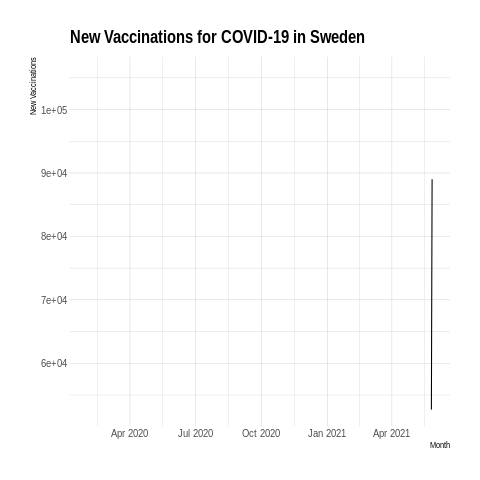 New Vaccinations for COVID-19 in Sweden
New Vaccinations
1e+05
9e+04
8e+04
7e+04
6e+04
Apr 2020 Jul 2020 Oct 2020 Jan 2021 Apr 2021
Month